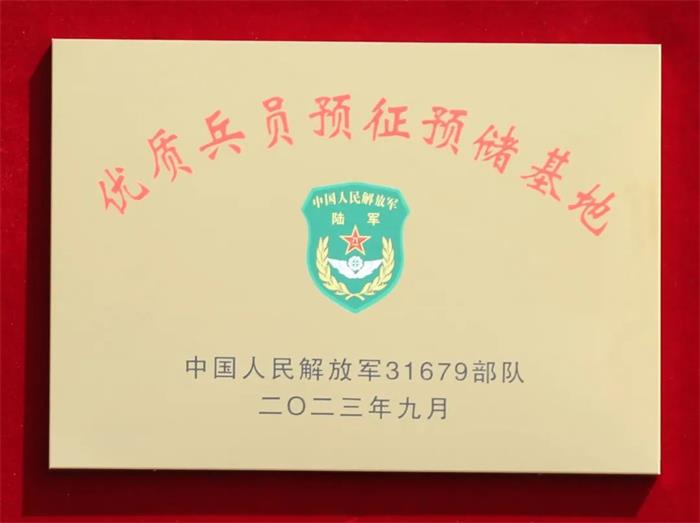 优质兵员预征预储基地
中国人民解放军
陆军
中国人民解放军31679部队
二〇二三年九月